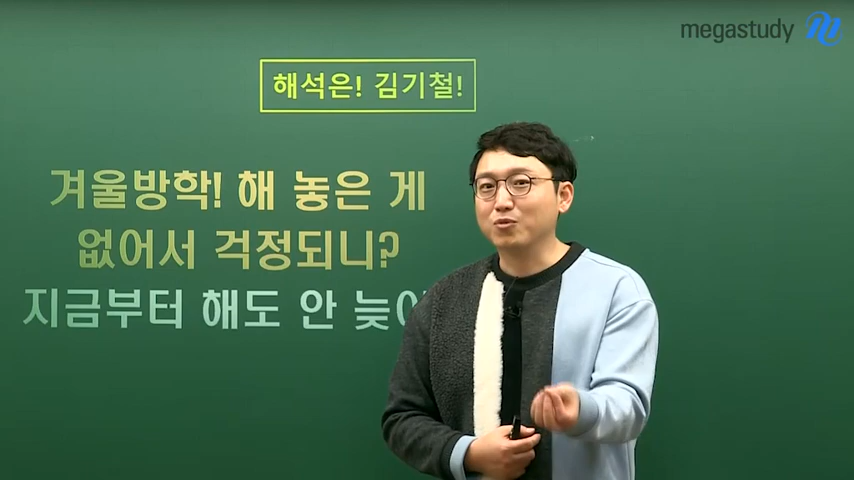 megastudy
해석은! 김기철!
겨울방학! 해 놓은 게
없어서 걱정되니?
지금부터 해도 안